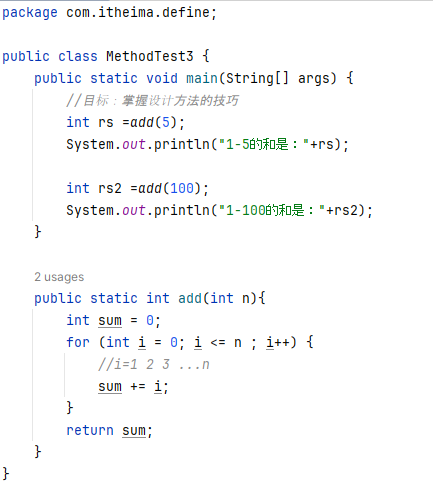 package com.itheima.define;
public class MethodTest3 {
public static void main(String[] args) {
//目标：掌握设计方法的技巧
int rs =add(5);
System.out.println("1-5的和是："+rs);
int rs2 =add(100);
System.out.println("1-100的和是："+rs2);
}
2 usages
public static int add(int n){
int sum = 0;
for (int i = 0; i <= n ; i++) {
//i=1 2 3 ...n
sum += i;
}
return sum;
}
}